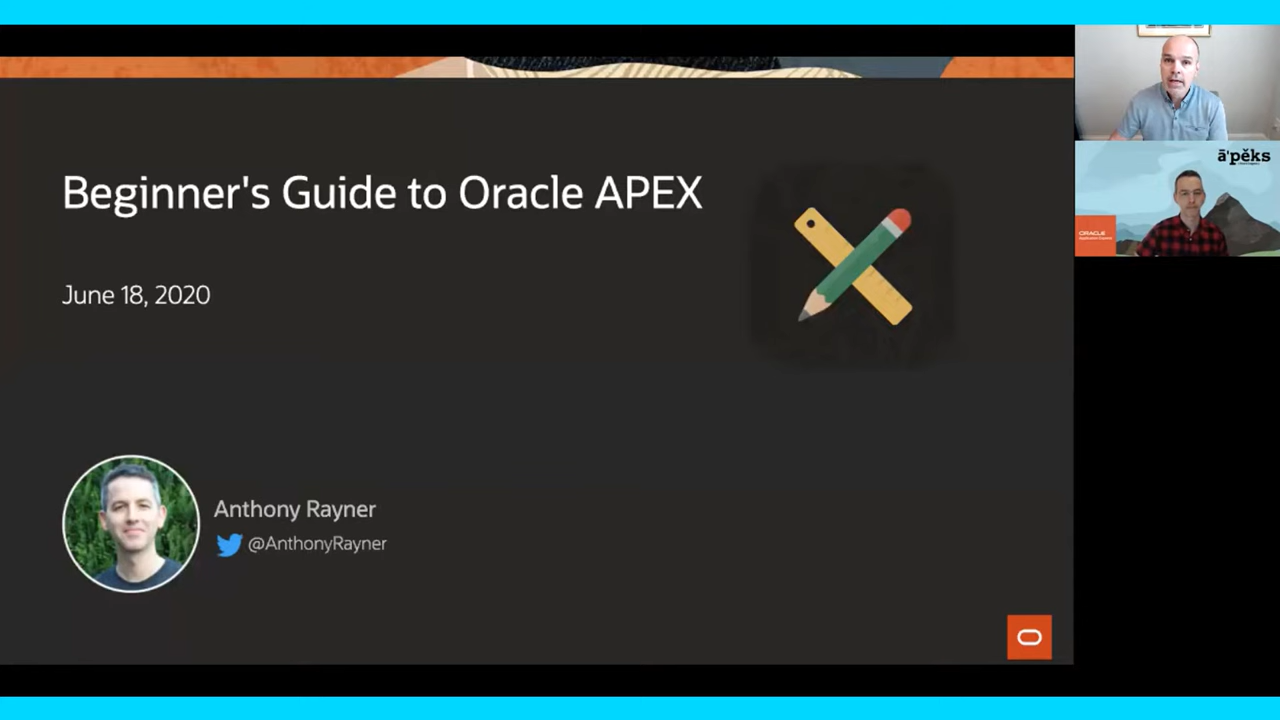 Beginner's Guide to Oracle APEX
June 18, 2020
Anthony Rayner
@AnthonyRayner
ā'pěks
ORACLE